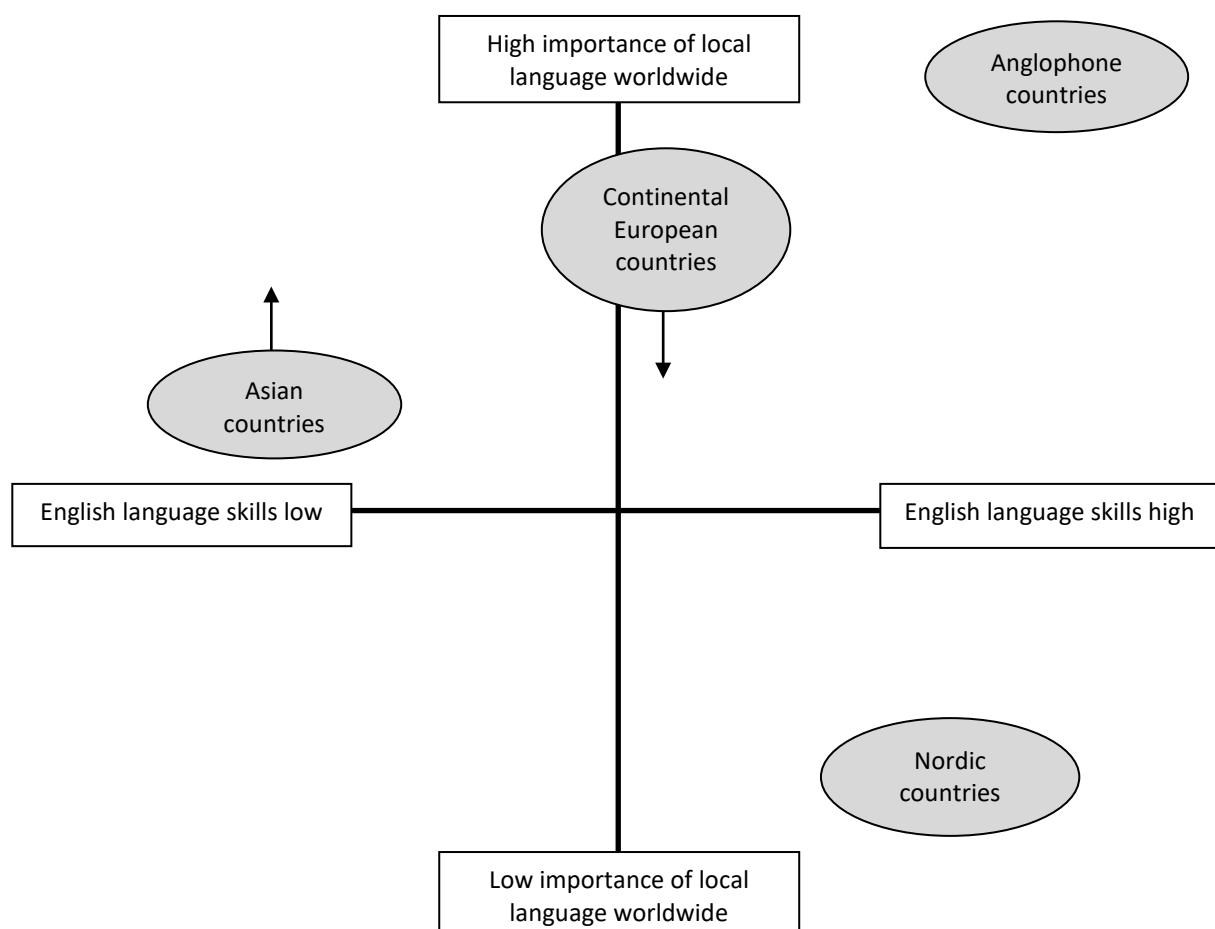 High importance of local
language worldwide
Anglophone
countries
Continental
European
countries
Asian
countries
English language skills low
English language skills high
Nordic
countries
Low importance of local
language worldwide